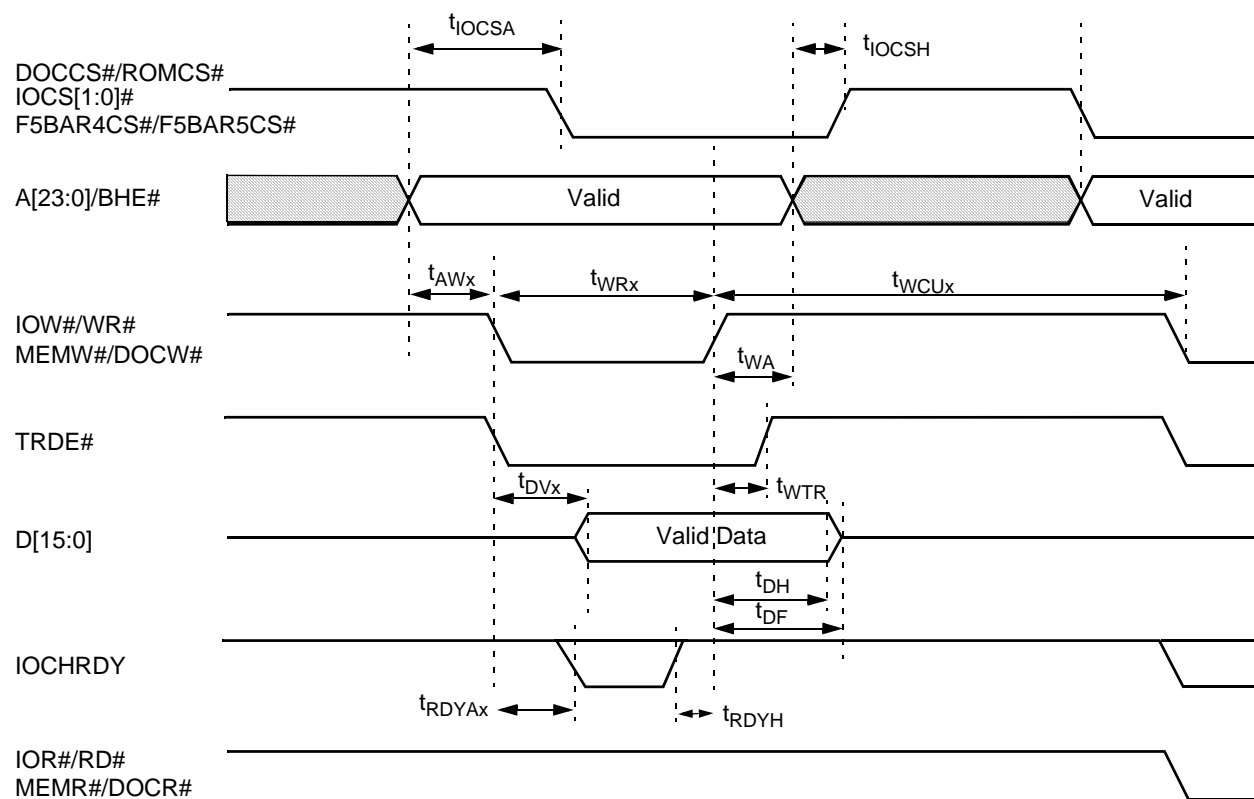 tIOCSA
tIOCSH
DOCCS#/ROMCS#
IOCS[1:0]#
F5BAR4CS#/F5BAR5CS#
A[23:0]/BHE#
Valid
Valid
tAWx
tWRx
tWCUx
IOW#/WR#
MEMW#/DOCW#
tWA
TRDE#
tDVx
tWTR
D[15:0]
Valid Data
tDH
tDF
IOCHRDY
tRDYAx
tRDYH
IOR#/RD#
MEMR#/DOCR#